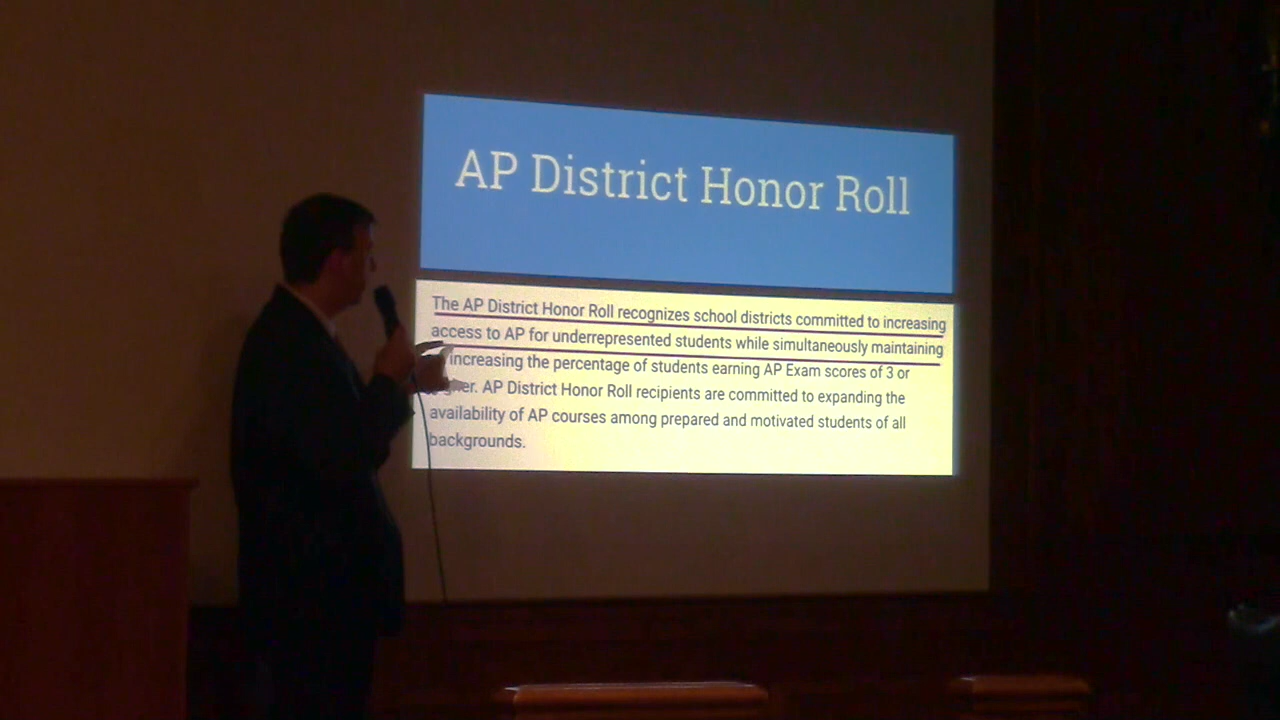 AP District Honor Roll
The AP District Honor Roll recognizes school districts committed to increasing
access to AP for underrepresented students while simultaneously maintaining
increasing the percentage of students earning AP Exam scores of 3 or
AP District Honor Roll recipients are committed to expanding the
availability of AP courses among prepared and motivated students of all
backgrounds.